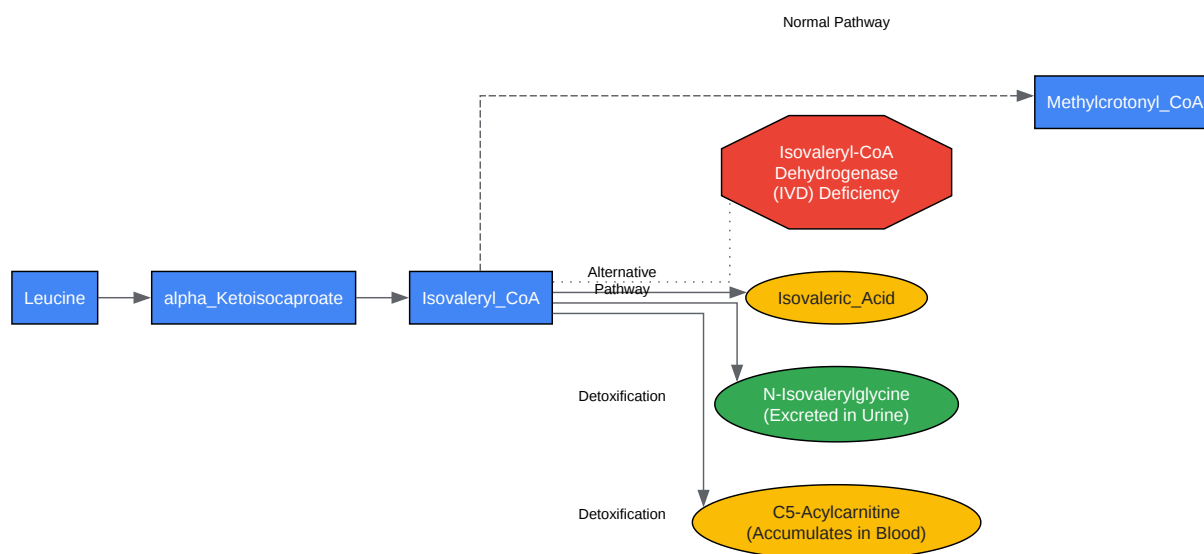 Normal Pathway
Methylcrotonyl_CoA
Isovaleryl-CoA
Dehydrogenase
(IVD) Deficiency
Leucine
alpha_Ketoisocaproate
Isovaleryl_CoA
Alternative
Pathway
Isovaleric_Acid
Detoxification
N-Isovalerylglycine
(Excreted in Urine)
Detoxification
C5-Acylcarnitine
(Accumulates in Blood)